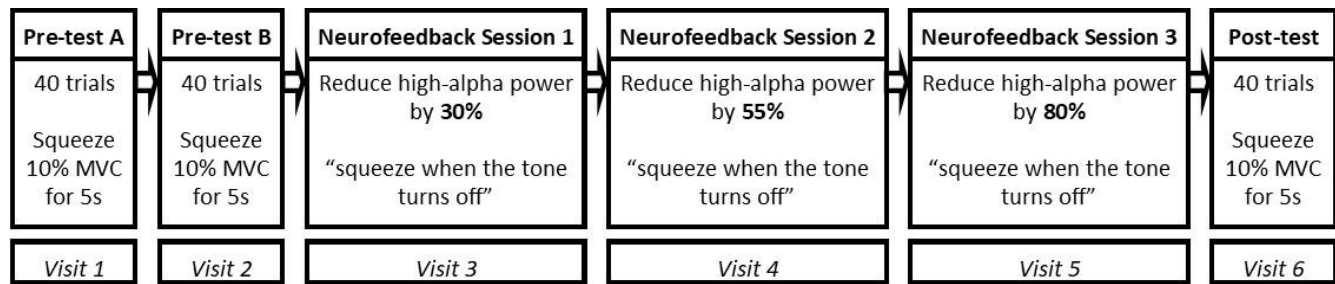 Pre-test A
40 trials
Squeeze
10% MVC
for 5s
Visit 1
Pre-test B
40 trials
Squeeze
10% MVC
for 5s
Visit 2
Neurofeedback Session 1
Reduce high-alpha power
by 30%
“squeeze when the tone
turns off”
Visit 3
Neurofeedback Session 2
Reduce high-alpha power
by 55%
“squeeze when the tone
turns off”
Visit 4
Neurofeedback Session 3
Reduce high-alpha power
by 80%
“squeeze when the tone
turns off”
Visit 5
Post-test
40 trials
Squeeze
10% MVC
for 5s
Visit 6